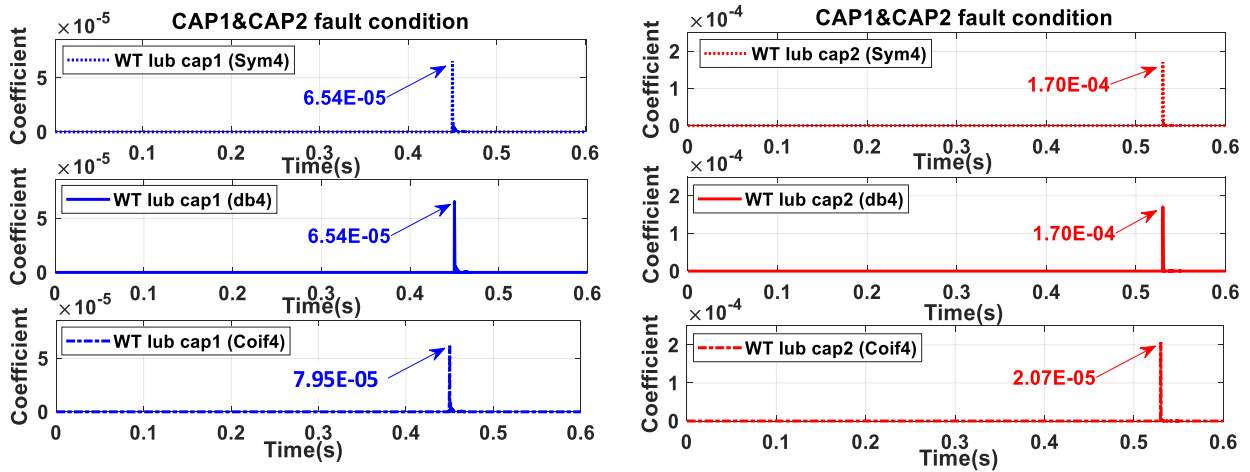 CAP1&CAP2 fault condition
×10^-5
Coefficient
5
0
WT Iub cap1 (Sym4)
6.54E-05
0 0.1 0.2 0.3 0.4 0.5 0.6
Time(s)
×10^-5
Coefficient
5
0
WT Iub cap1 (db4)
6.54E-05
0 0.1 0.2 0.3 0.4 0.5 0.6
Time(s)
×10^-5
Coefficient
5
0
WT Iub cap1 (Coif4)
7.95E-05
0 0.1 0.2 0.3 0.4 0.5 0.6
Time(s)
CAP1&CAP2 fault condition
×10^-4
Coefficient
2
1
0
WT Iub cap2 (Sym4)
1.70E-04
0 0.1 0.2 0.3 0.4 0.5 0.6
Time(s)
×10^-4
Coefficient
2
1
0
WT Iub cap2 (db4)
1.70E-04
0 0.1 0.2 0.3 0.4 0.5 0.6
Time(s)
×10^-4
Coefficient
2
1
0
WT Iub cap2 (Coif4)
2.07E-05
0 0.1 0.2 0.3 0.4 0.5 0.6
Time(s)